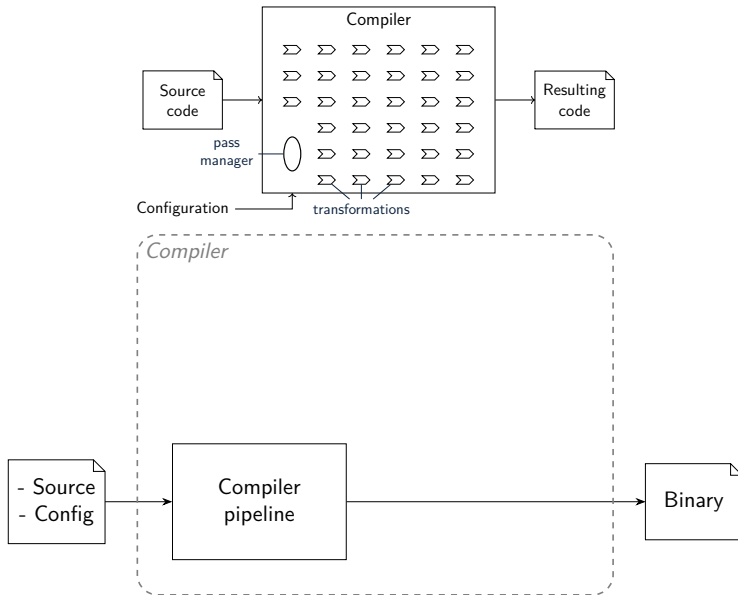 Compiler
Source
code
Resulting
code
pass
manager
Configuration
transformations
Compiler
- Source
- Config
Compiler
pipeline
Binary